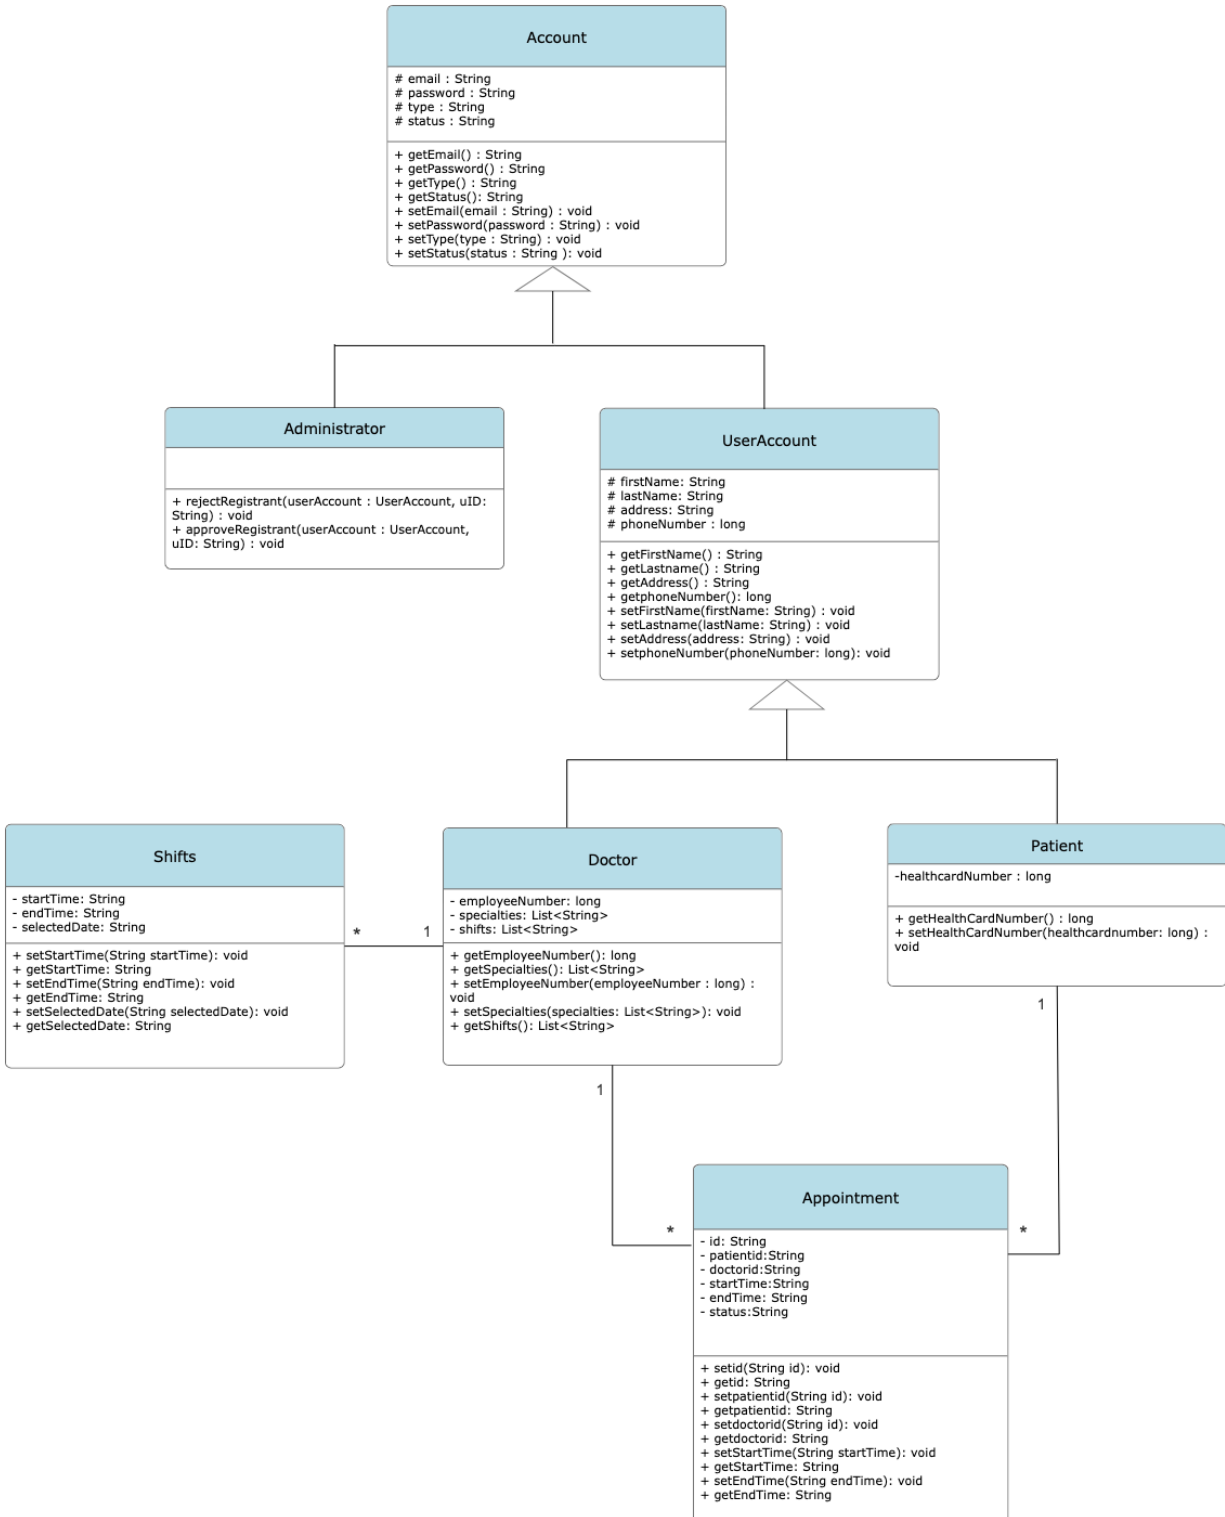 Account
# email : String
# password : String
# type : String
# status : String
+ getEmail() : String
+ getPassword() : String
+ getType() : String
+ getStatus(): String
+ setEmail(email : String) : void
+ setPassword(password : String) : void
+ setType(type : String) : void
+ setStatus(status : String ): void
Administrator
+ rejectRegistrant(userAccount : UserAccount, uID:
String) : void
+ approveRegistrant(userAccount : UserAccount,
uID: String) : void
UserAccount
# firstName: String
# lastName: String
# address: String
# phoneNumber : long
+ getFirstName() : String
+ getLastname() : String
+ getAddress() : String
+ getphoneNumber(): long
+ setFirstName(firstName: String) : void
+ setLastname(lastName: String) : void
+ setAddress(address: String) : void
+ setphoneNumber(phoneNumber: long): void
Shifts
- startTime: String
- endTime: String
- selectedDate: String
+ setStartTime(String startTime): void
+ getStartTime: String
+ setEndTime(String endTime): void
+ getEndTime: String
+ setSelectedDate(String selectedDate): void
+ getSelectedDate: String
* 1
Doctor
- employeeNumber: long
- specialties: List<String>
- shifts: List<String>
+ getEmployeeNumber(): long
+ getSpecialties(): List<String>
+ setEmployeeNumber(employeeNumber : long) :
void
+ setSpecialties(specialties: List<String>): void
+ getShifts(): List<String>
Patient
-healthcardNumber : long
+ getHealthCardNumber() : long
+ setHealthCardNumber(healthcardnumber: long) :
void
1
1
* *
Appointment
- id: String
- patientid:String
- doctorid:String
- startTime:String
- endTime: String
- status:String
+ setid(String id): void
+ getid: String
+ setpatientid(String id): void
+ getpatientid: String
+ setdoctorid(String id): void
+ getdoctorid: String
+ setStartTime(String startTime): void
+ getStartTime: String
+ setEndTime(String endTime): void
+ getEndTime: String